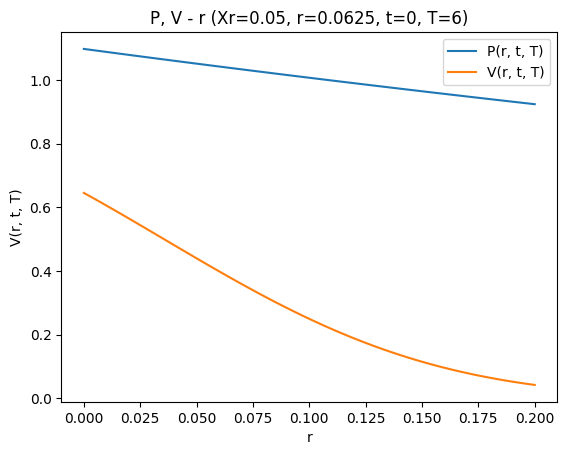 P, V - r (Xr=0.05, r=0.0625, t=0, T=6)
P(r, t, T)
V(r, t, T)
V(r, t, T)
1.0
0.8
0.6
0.4
0.2
0.0
0.000 0.025 0.050 0.075 0.100 0.125 0.150 0.175 0.200
r